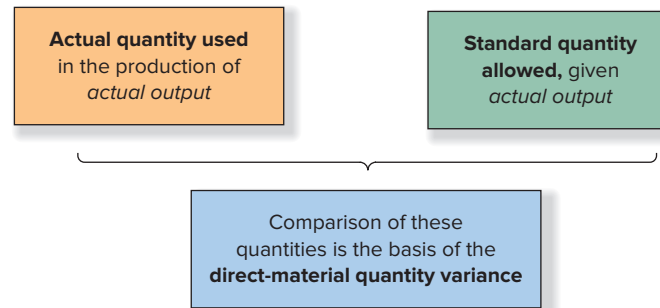 Actual quantity used
in the production of
actual output
Standard quantity
allowed, given
actual output
Comparison of these
quantities is the basis of the
direct-material quantity variance